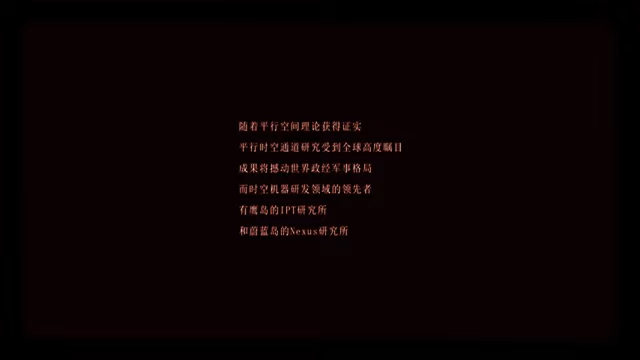 随着平行空间理论获得证实
平行时空通道研究受到全球高度瞩目
成果将撼动世界政经军事格局
而时空机器研发领域的领先者
有鹰岛的IPT研究所
和蔚蓝岛的Nexus研究所